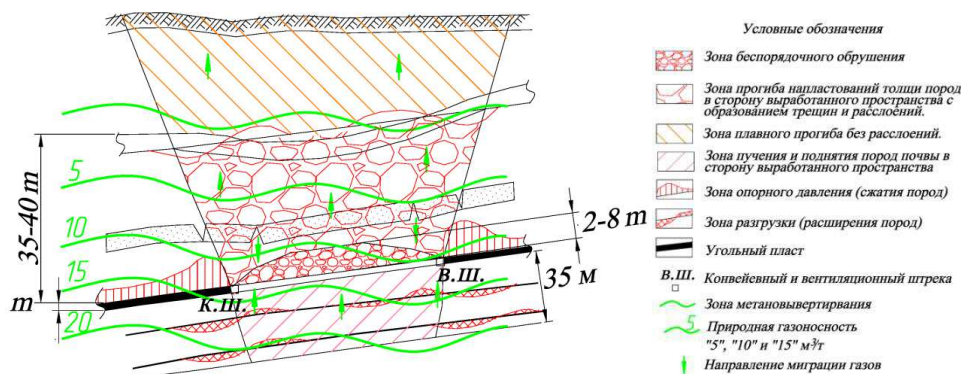 35-40 m
m
5
10
15
20
К.Ш.
В.Ш.
2-8 m
35 м
Условные обозначения
Зона беспорядочного обрушения
Зона прогиба напластований толщи пород
в сторону выработанного пространства с
образованием трещин и расслоений.
Зона плавного прогиба без расслоений.
Зона пучения и поднятия пород почвы в
сторону выработанного пространства
Зона опорного давления (сжатия пород)
Зона разгрузки (расширения пород)
Угольный пласт
В.Ш. Конвейевный и вентиляционный штрека
Зона метановывертирвания
5 Природная газоносность
"5", "10" и "15" м³/т
Направление миграции газов